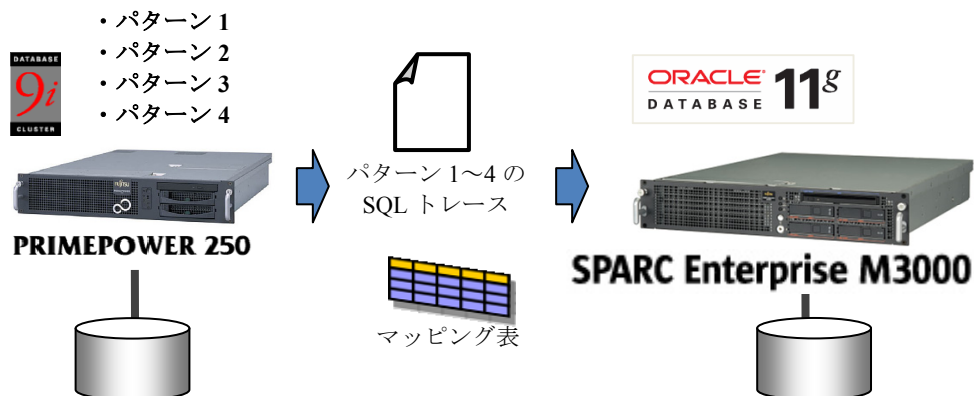 ・パターン 1
・パターン 2
・パターン 3
・パターン 4
DATABASE
9i
CLUSTER
パターン 1～4 の
SQL トレース
マッピング表
ORACLE
DATABASE 11g
FUJITSU
PRIMEPOWER 250
SPARC Enterprise M3000